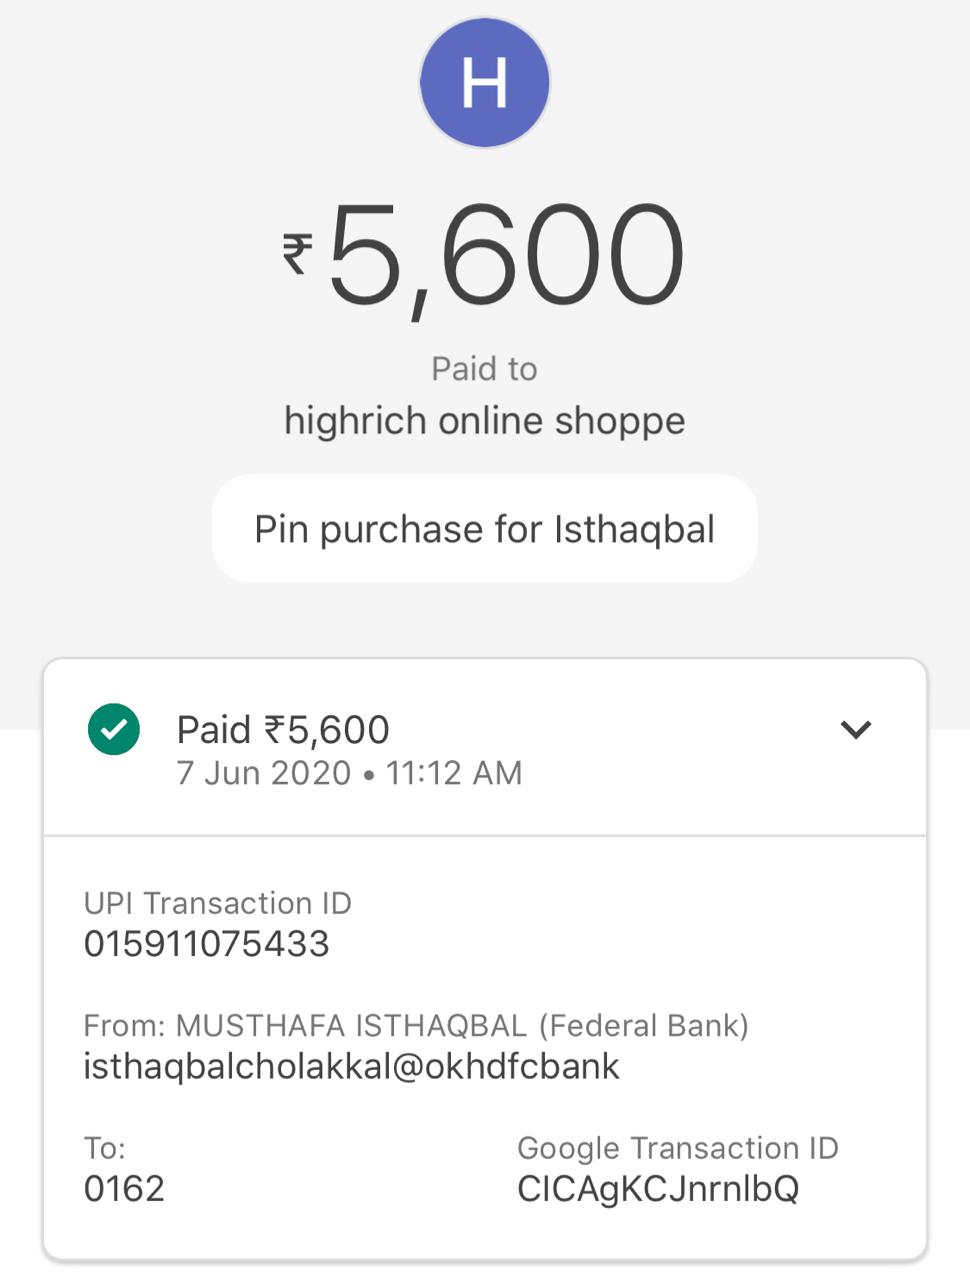 H
₹5,600
Paid to
highrich online shoppe
Pin purchase for Isthaqbal
Paid ₹5,600
7 Jun 2020 • 11:12 AM
UPI Transaction ID
015911075433
From: MUSTHAFA ISTHAQBAL (Federal Bank)
isthaqbalcholakkal@okhdfcbank
To:
0162
Google Transaction ID
CICAgKCJnrnlbQ